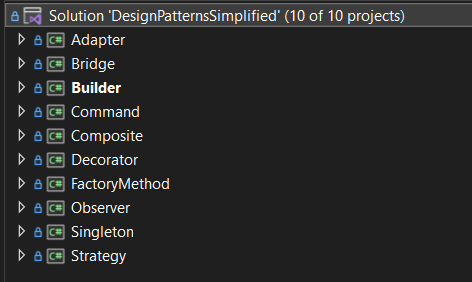 Solution 'DesignPatternsSimplified' (10 of 10 projects)
C# Adapter
C# Bridge
C# Builder
C# Command
C# Composite
C# Decorator
C# FactoryMethod
C# Observer
C# Singleton
C# Strategy